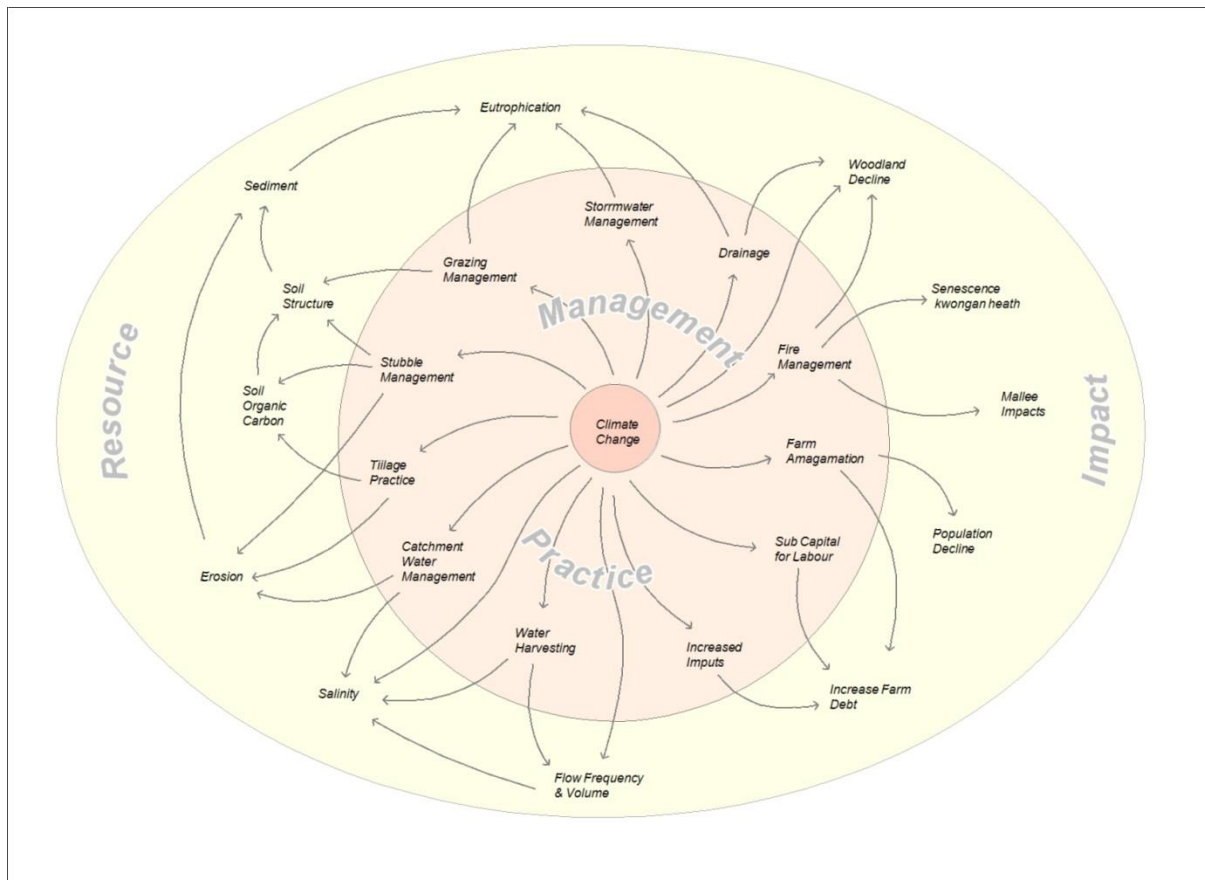 Eutrophication
Woodland
Decline
Sediment
Storrmwater
Management
Drainage
Grazing
Management
Soil
Structure
Senescence
kwongan heath
Management
Fire
Management
Stubble
Management
Resource
Soil
Organic
Carbon
Mallee
Impacts
Impact
Climate
Change
Farm
Amagamation
Tillage
Practice
Population
Decline
Sub Capital
for Labour
Catchment
Water
Management
Practice
Erosion
Water
Harvesting
Increased
Imputs
Salinity
Increase Farm
Debt
Flow Frequency
& Volume